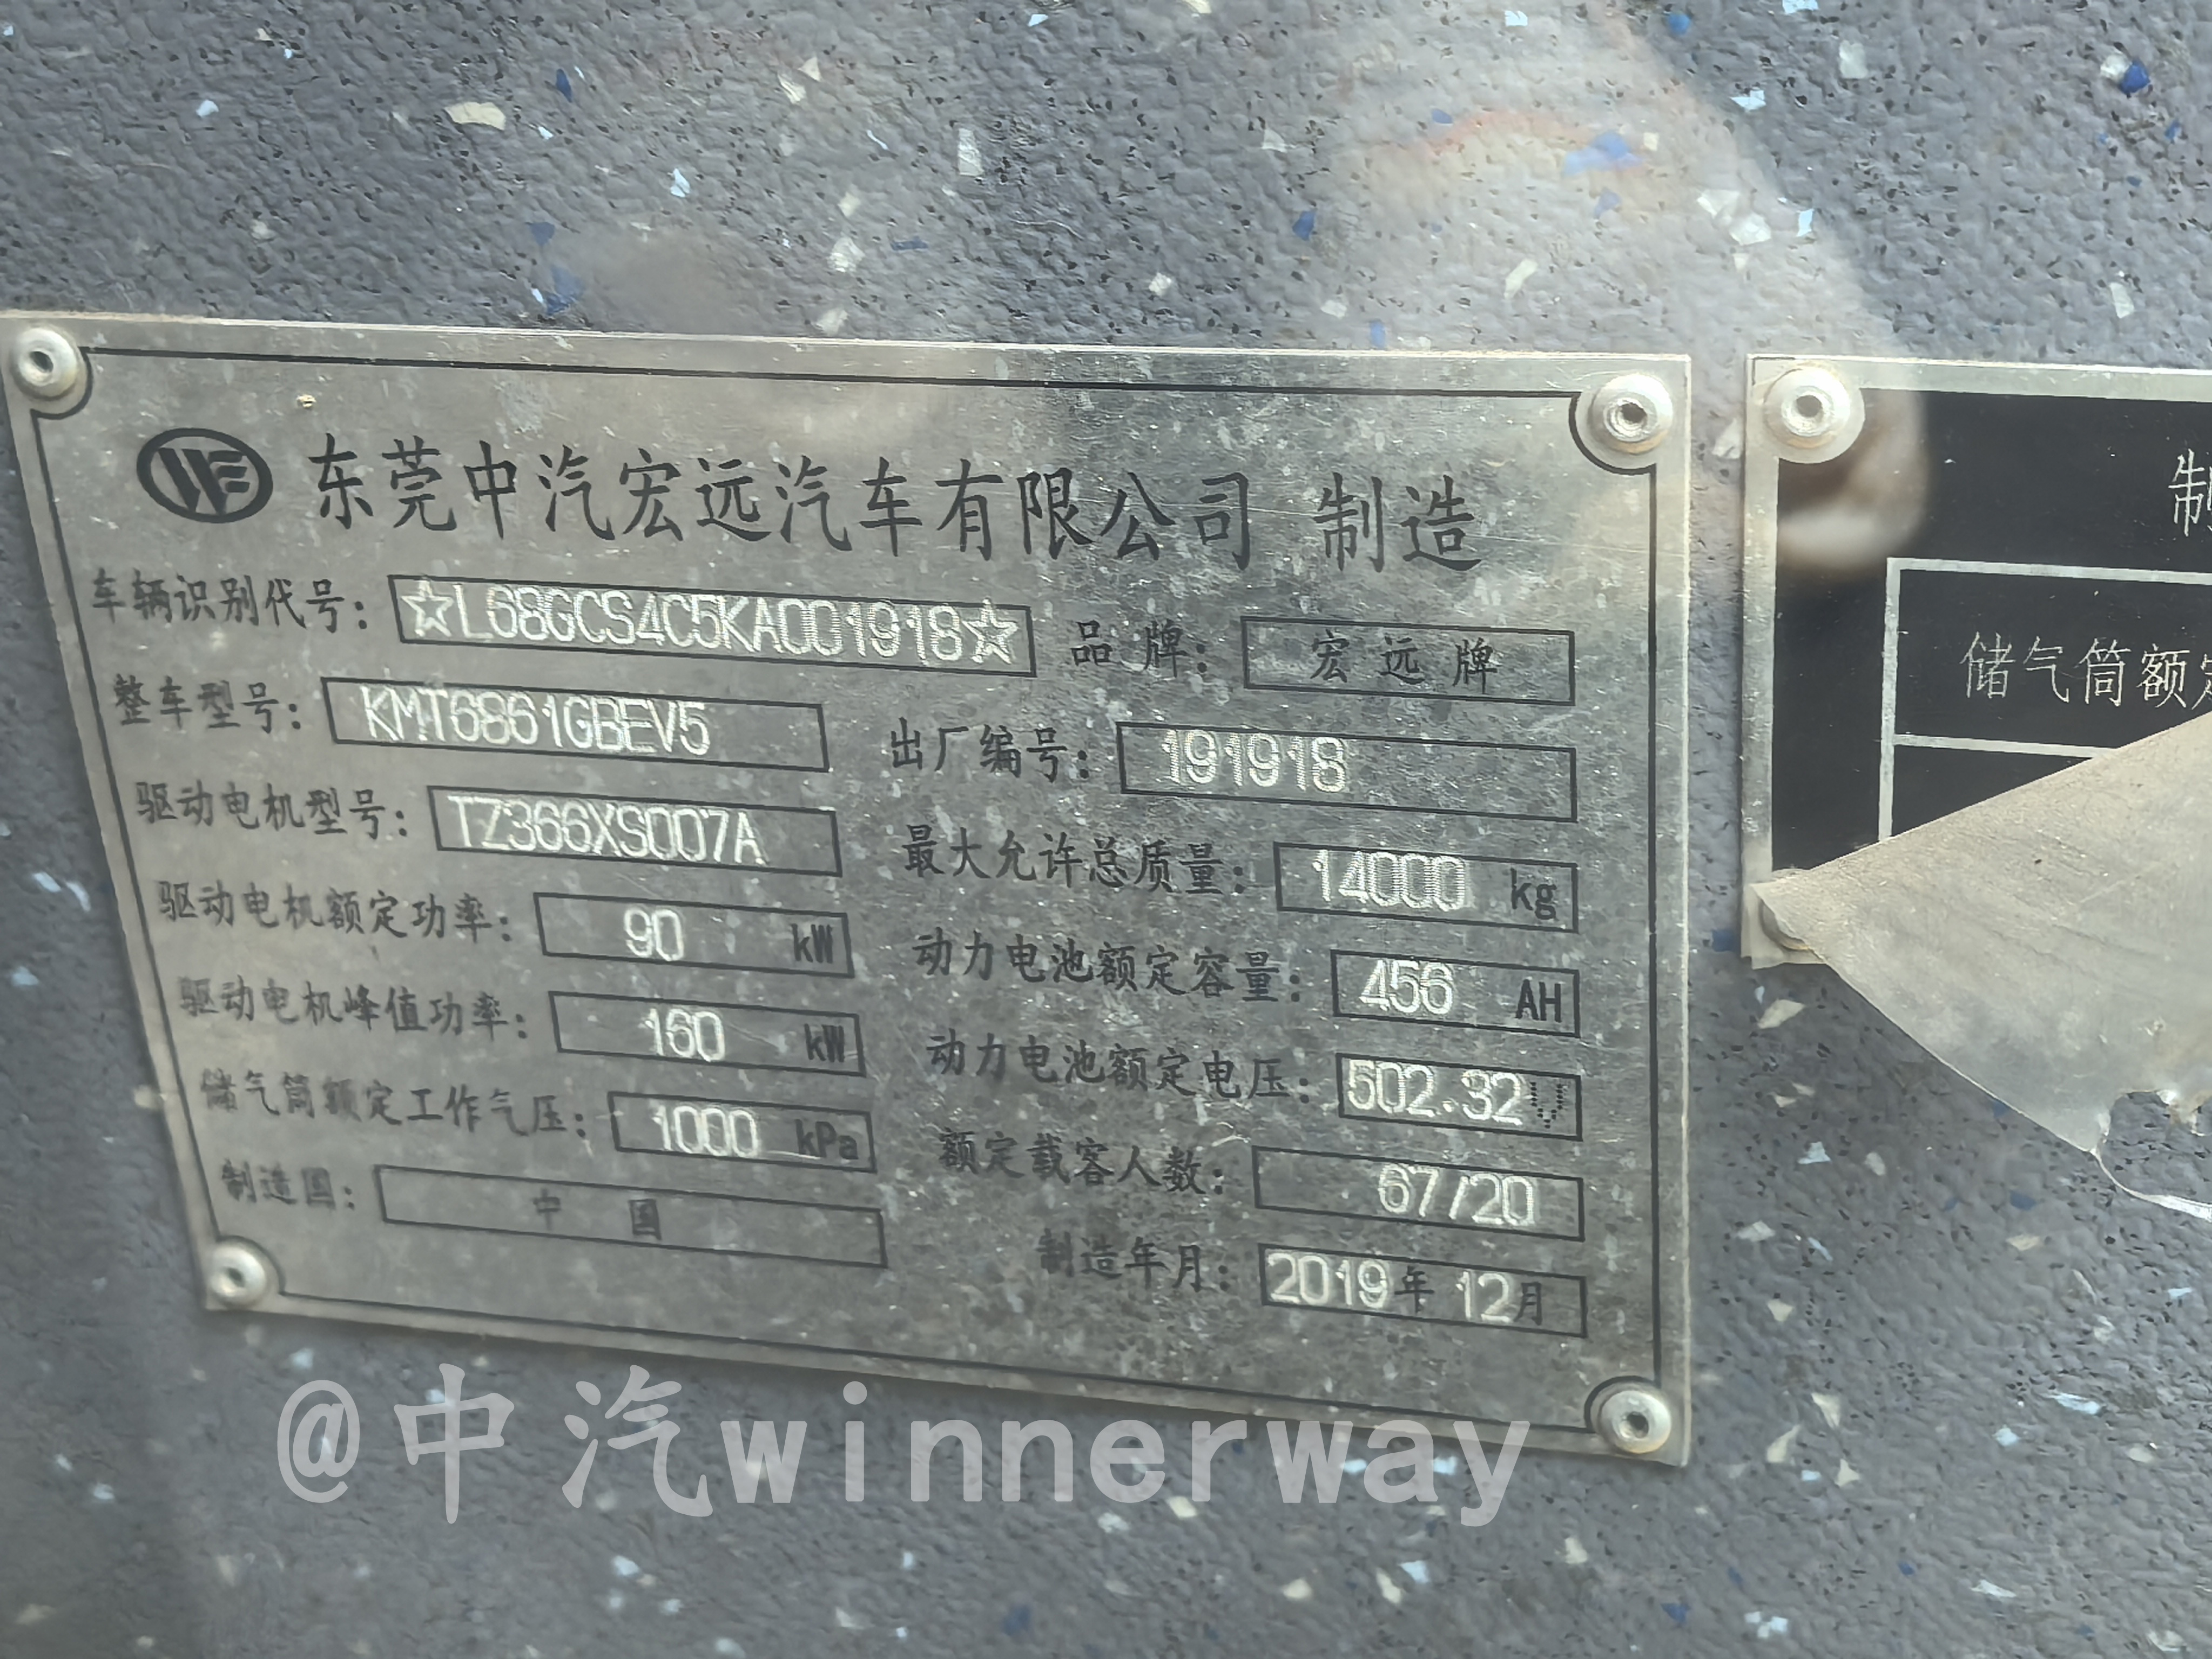 东莞中汽宏远汽车有限公司 制造
车辆识别代号: ☆L68GCS4C5KA001918☆ 品牌: 宏远牌
整车型号: KMT6861GBEV5 出厂编号: 191918
驱动电机型号: TZ366XS007A 最大允许总质量: 14000 kg
驱动电机额定功率: 90 kW 动力电池额定容量: 456 AH
驱动电机峰值功率: 160 kW 动力电池额定电压: 502.32V
储气筒额定工作气压: 1000 kPa 额定载客人数: 67/20
制造国: 中国 制造年月: 2019年 12月
制
储气筒额定
@中汽winnerway